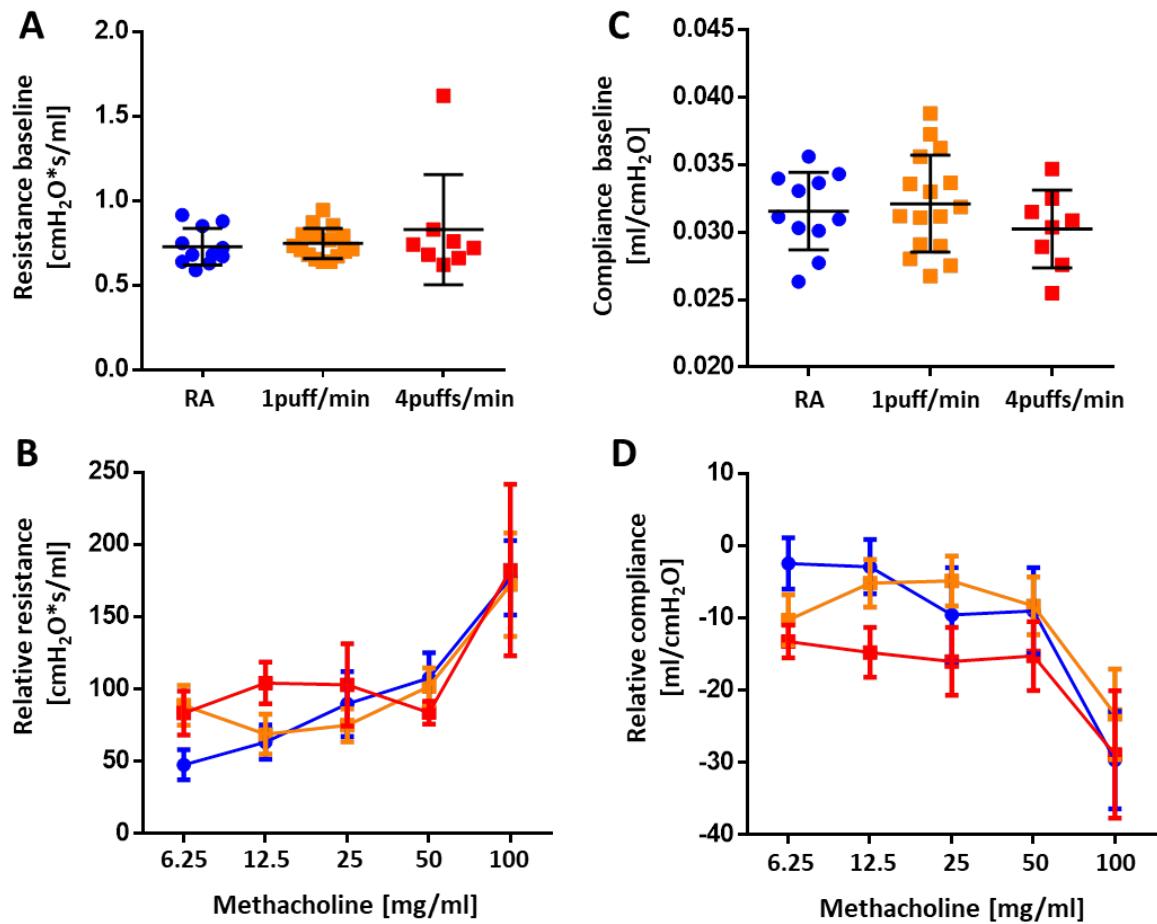 A
Resistance baseline
[cmH₂O*s/ml]
2.0
1.5
1.0
0.5
0.0
RA
1puff/min
4puffs/min
C
Compliance baseline
[ml/cmH₂O]
0.045
0.040
0.035
0.030
0.025
0.020
RA
1puff/min
4puffs/min
B
Relative resistance
[cmH₂O*s/ml]
250
200
150
100
50
0
6.25
12.5
25
50
100
Methacholine [mg/ml]
D
Relative compliance
[ml/cmH₂O]
10
0
-10
-20
-30
-40
6.25
12.5
25
50
100
Methacholine [mg/ml]